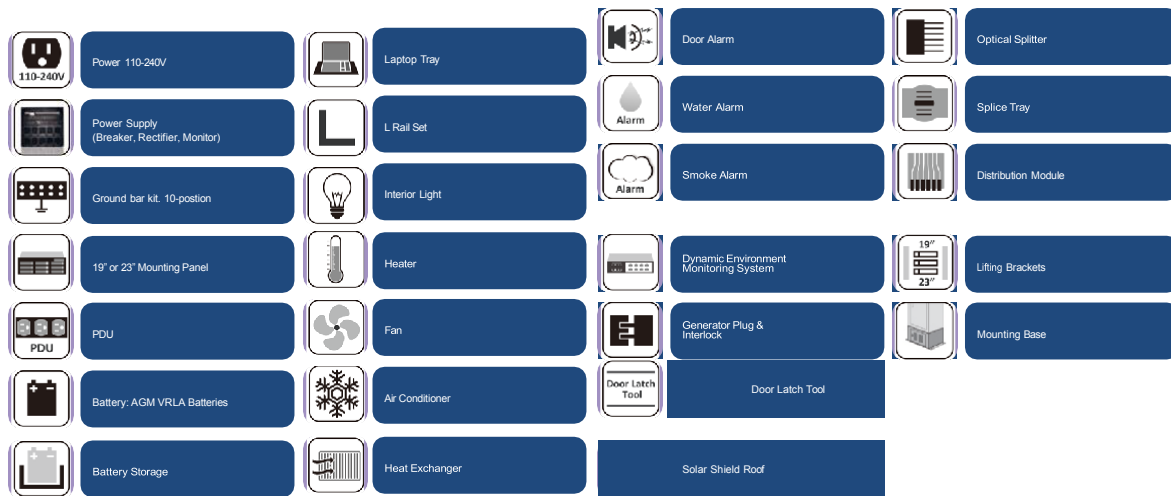 110-240V
Power 110-240V
Power Supply
(Breaker, Rectifier, Monitor)
Ground bar kit. 10-postion
19” or 23” Mounting Panel
PDU
PDU
Battery: AGM VRLA Batteries
Battery Storage
Laptop Tray
L Rail Set
Interior Light
Heater
Fan
Air Conditioner
Heat Exchanger
Door Alarm
Alarm
Water Alarm
Alarm
Smoke Alarm
Dynamic Environment
Monitoring System
Generator Plug &
Interlock
Door Latch
Tool
Door Latch Tool
Solar Shield Roof
Optical Splitter
Splice Tray
Distribution Module
19”
23”
Lifting Brackets
Mounting Base